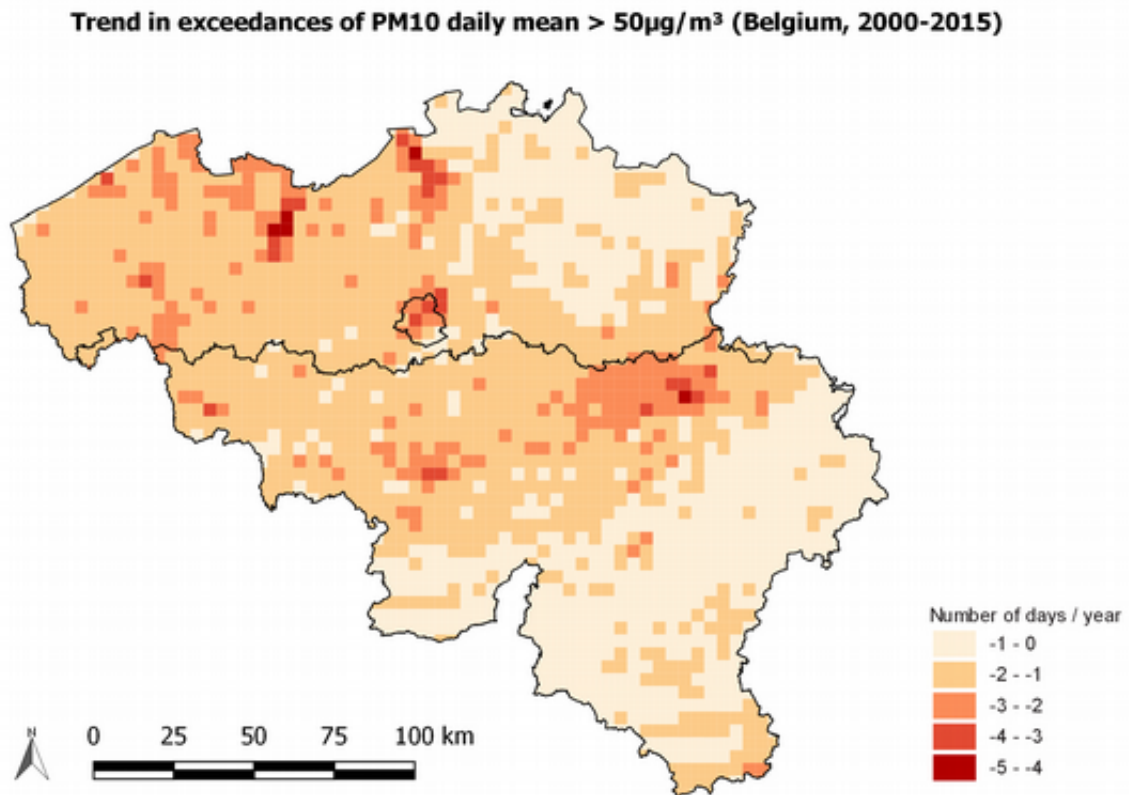 Trend in exceedances of PM10 daily mean > 50µg/m³ (Belgium, 2000-2015)
Number of days / year
-1 - 0
-2 - -1
-3 - -2
-4 - -3
-5 - -4
N
0 25 50 75 100 km